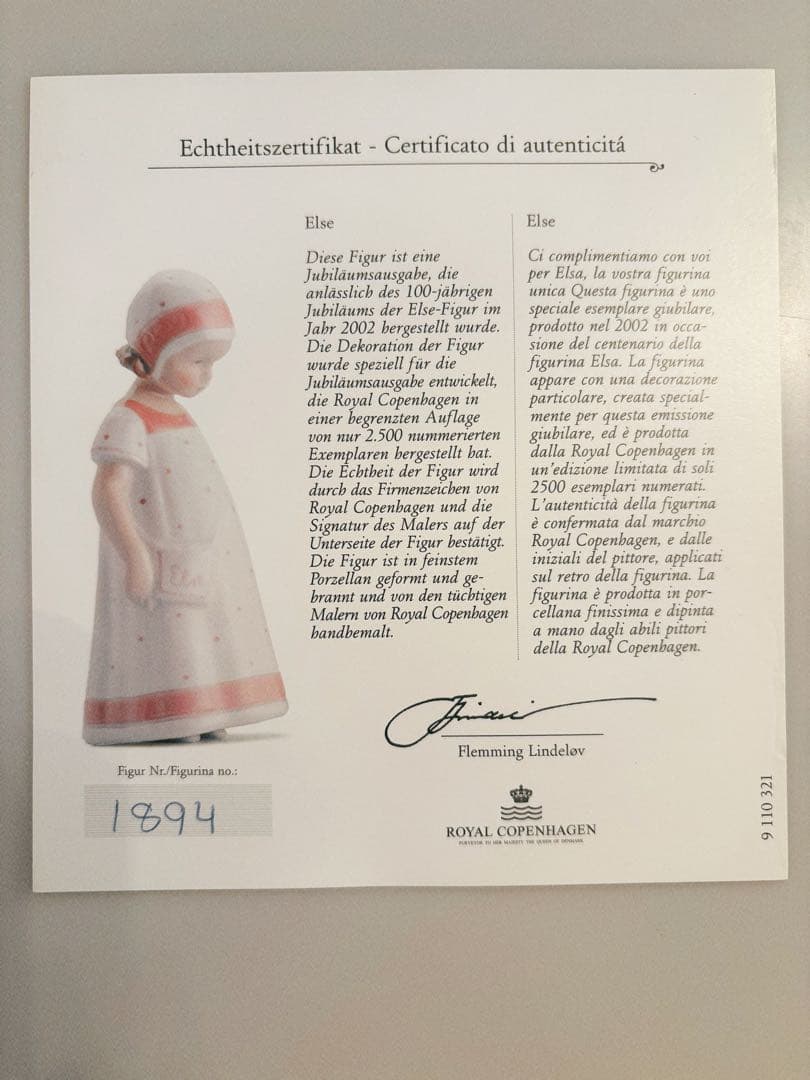 Echtheitszertifikat - Certificato di autenticitá
Else
Diese Figur ist eine
Jubiläumsausgabe, die
anlässlich des 100-jährigen
Jubiläums der Else-Figur im
Jahr 2002 hergestellt wurde.
Die Dekoration der Figur
wurde speziell für die
Jubiläumsausgabe entwickelt,
die Royal Copenhagen in
einer begrenzten Auflage
von nur 2.500 nummerierten
Exemplaren hergestellt hat.
Die Echtheit der Figur wird
durch das Firmenzeichen von
Royal Copenhagen und die
Signatur des Malers auf der
Unterseite der Figur bestätigt.
Die Figur ist in feinstem
Porzellan geformt und ge-
brannt und von den tüchtigen
Malern von Royal Copenhagen
handbemalt.
Else
Ci complimentiamo con voi
per Elsa, la vostra figurina
unica Questa figurina è uno
speciale esemplare giubilare,
prodotto nel 2002 in occa-
sione del centenario della
figurina Elsa. La figurina
appare con una decorazione
particolare, creata special-
mente per questa emissione
giubilare, ed è prodotta
dalla Royal Copenhagen in
un'edizione limitata di soli
2500 esemplari numerati.
L'autenticità della figurina
è confermata dal marchio
Royal Copenhagen, e dalle
iniziali del pittore, applicati
sul retro della figurina. La
figurina è prodotta in por-
cellana finissima e dipinta
a mano dagli abili pittori
della Royal Copenhagen.
Flemming Lindeløv
Figur Nr./Figurina no.:
1894
ROYAL COPENHAGEN
PURVEYOR TO HER MAJESTY THE QUEEN OF DENMARK
9 110 321